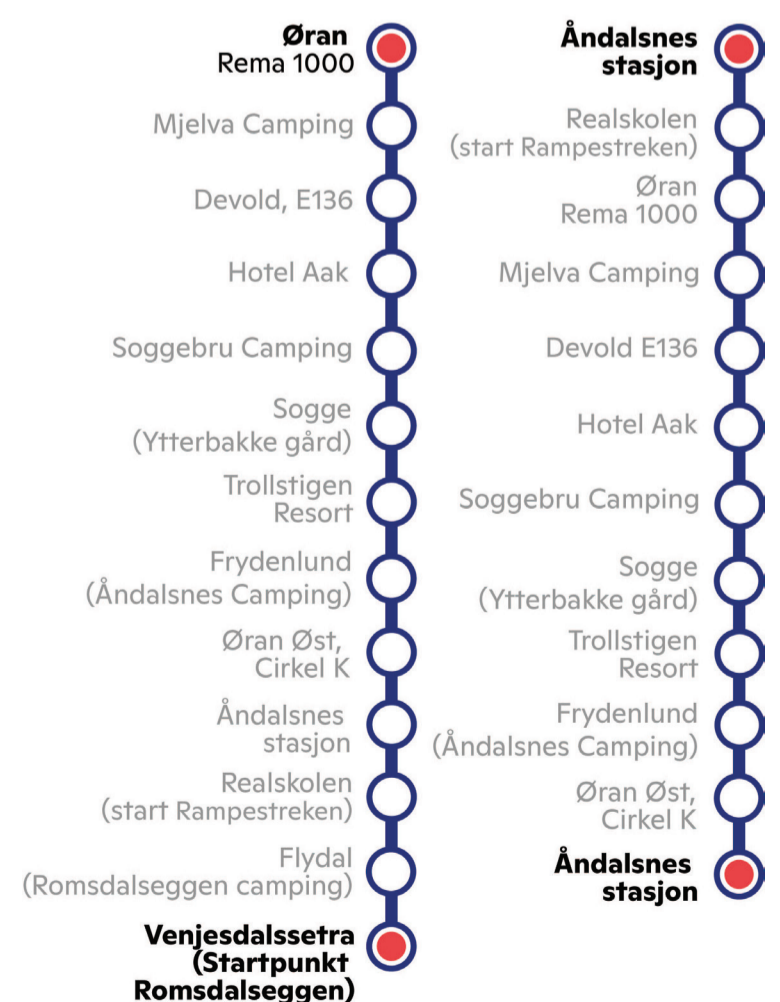 Øran
Rema 1000
Mjelva Camping
Devold, E136
Hotel Aak
Soggebru Camping
Sogge
(Ytterbakke gård)
Trollstigen
Resort
Frydenlund
(Åndalsnes Camping)
Øran Øst,
Cirkel K
Åndalsnes
stasjon
Realskolen
(start Rampestreken)
Flydal
(Romsdalseggen camping)
Venjesdalssetra
(Startpunkt
Romsdalseggen)
Åndalsnes
stasjon
Realskolen
(start Rampestreken)
Øran
Rema 1000
Mjelva Camping
Devold E136
Hotel Aak
Soggebru Camping
Sogge
(Ytterbakke gård)
Trollstigen
Resort
Frydenlund
(Åndalsnes Camping)
Øran Øst,
Cirkel K
Åndalsnes
stasjon